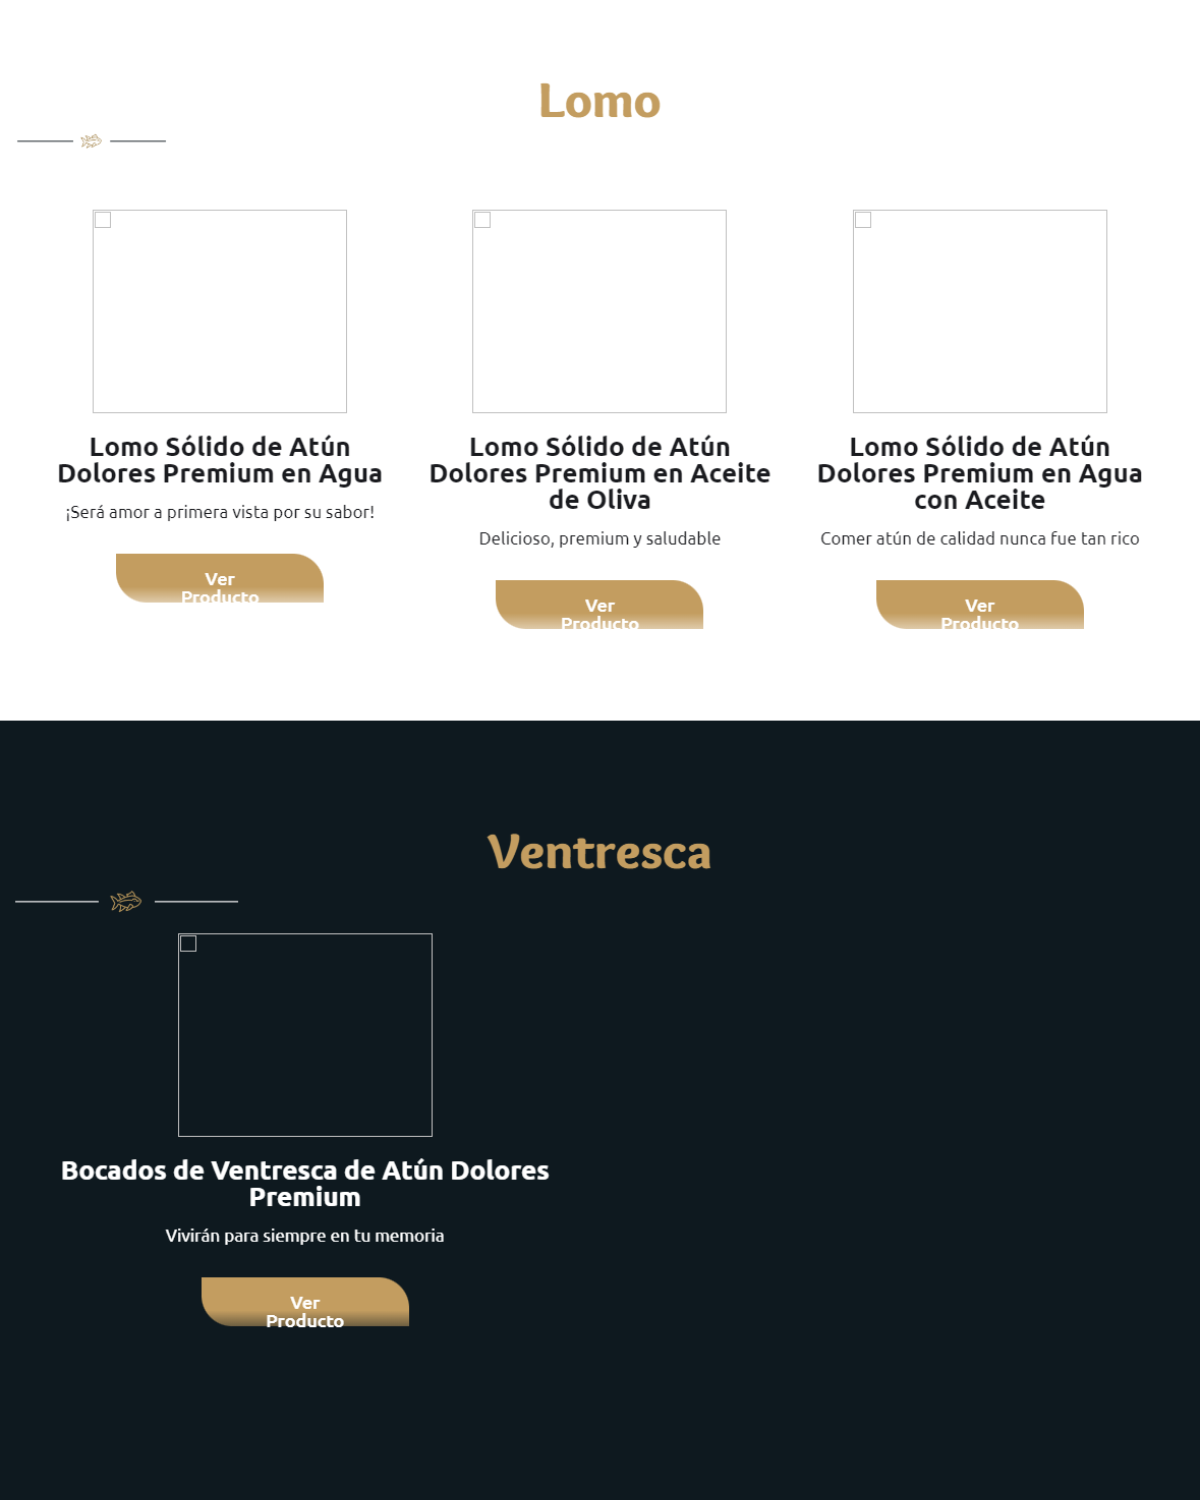 Lomo
Lomo Sólido de Atún
Dolores Premium en Agua
¡Será amor a primera vista por su sabor!
Ver
Producto
Lomo Sólido de Atún
Dolores Premium en Aceite
de Oliva
Delicioso, premium y saludable
Ver
Producto
Lomo Sólido de Atún
Dolores Premium en Agua
con Aceite
Comer atún de calidad nunca fue tan rico
Ver
Producto
Ventresca
Bocados de Ventresca de Atún Dolores
Premium
Vivirán para siempre en tu memoria
Ver
Producto